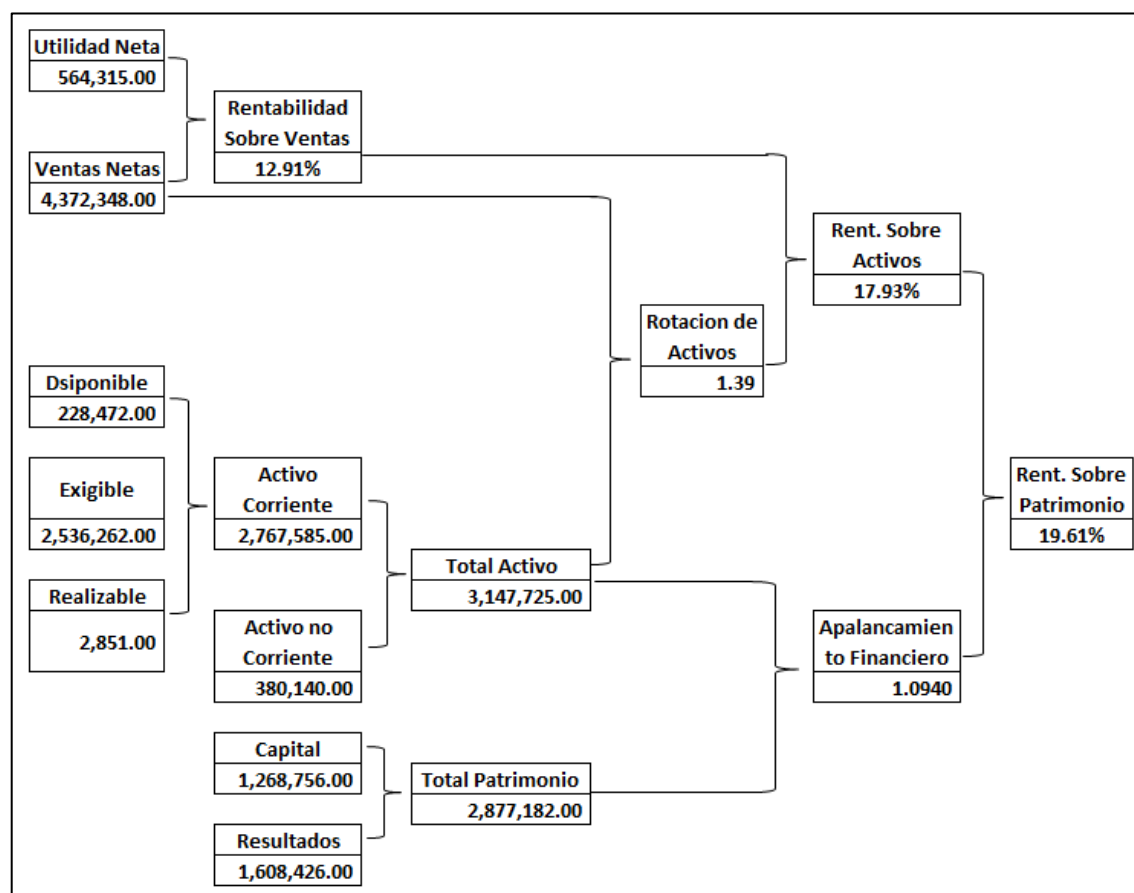 Utilidad Neta
564,315.00
Rentabilidad
Sobre Ventas
12.91%
Ventas Netas
4,372,348.00
Rent. Sobre
Activos
17.93%
Rotacion de
Activos
1.39
Dsiponible
228,472.00
Exigible
2,536,262.00
Realizable
2,851.00
Activo
Corriente
2,767,585.00
Activo no
Corriente
380,140.00
Total Activo
3,147,725.00
Rent. Sobre
Patrimonio
19.61%
Apalancamien
to Financiero
1.0940
Capital
1,268,756.00
Resultados
1,608,426.00
Total Patrimonio
2,877,182.00